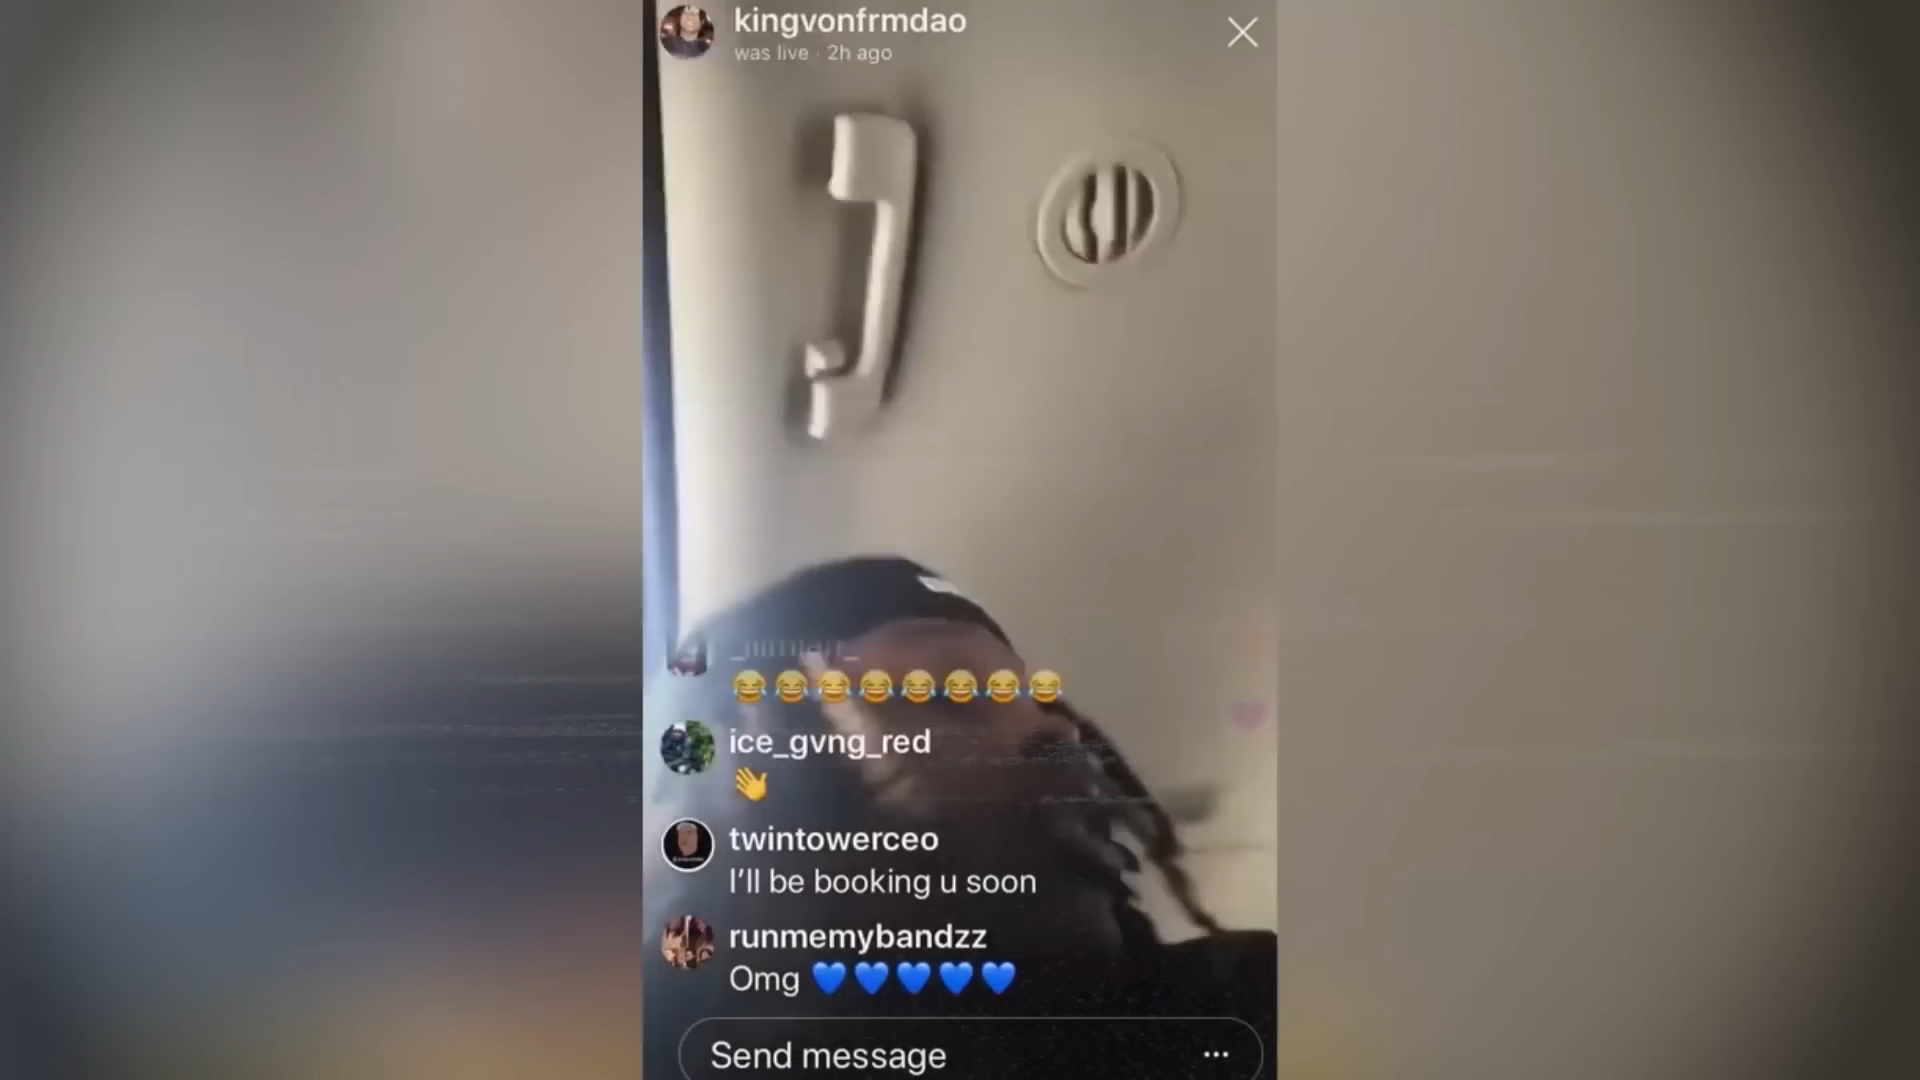 kingvonfrmdao
was live · 2h ago
😂😂😂😂😂😂😂😂
ice_gvng_red
👋
twintowerceo
I'll be booking u soon
runmemybandzz
Omg 💙💙💙💙💙
Send message